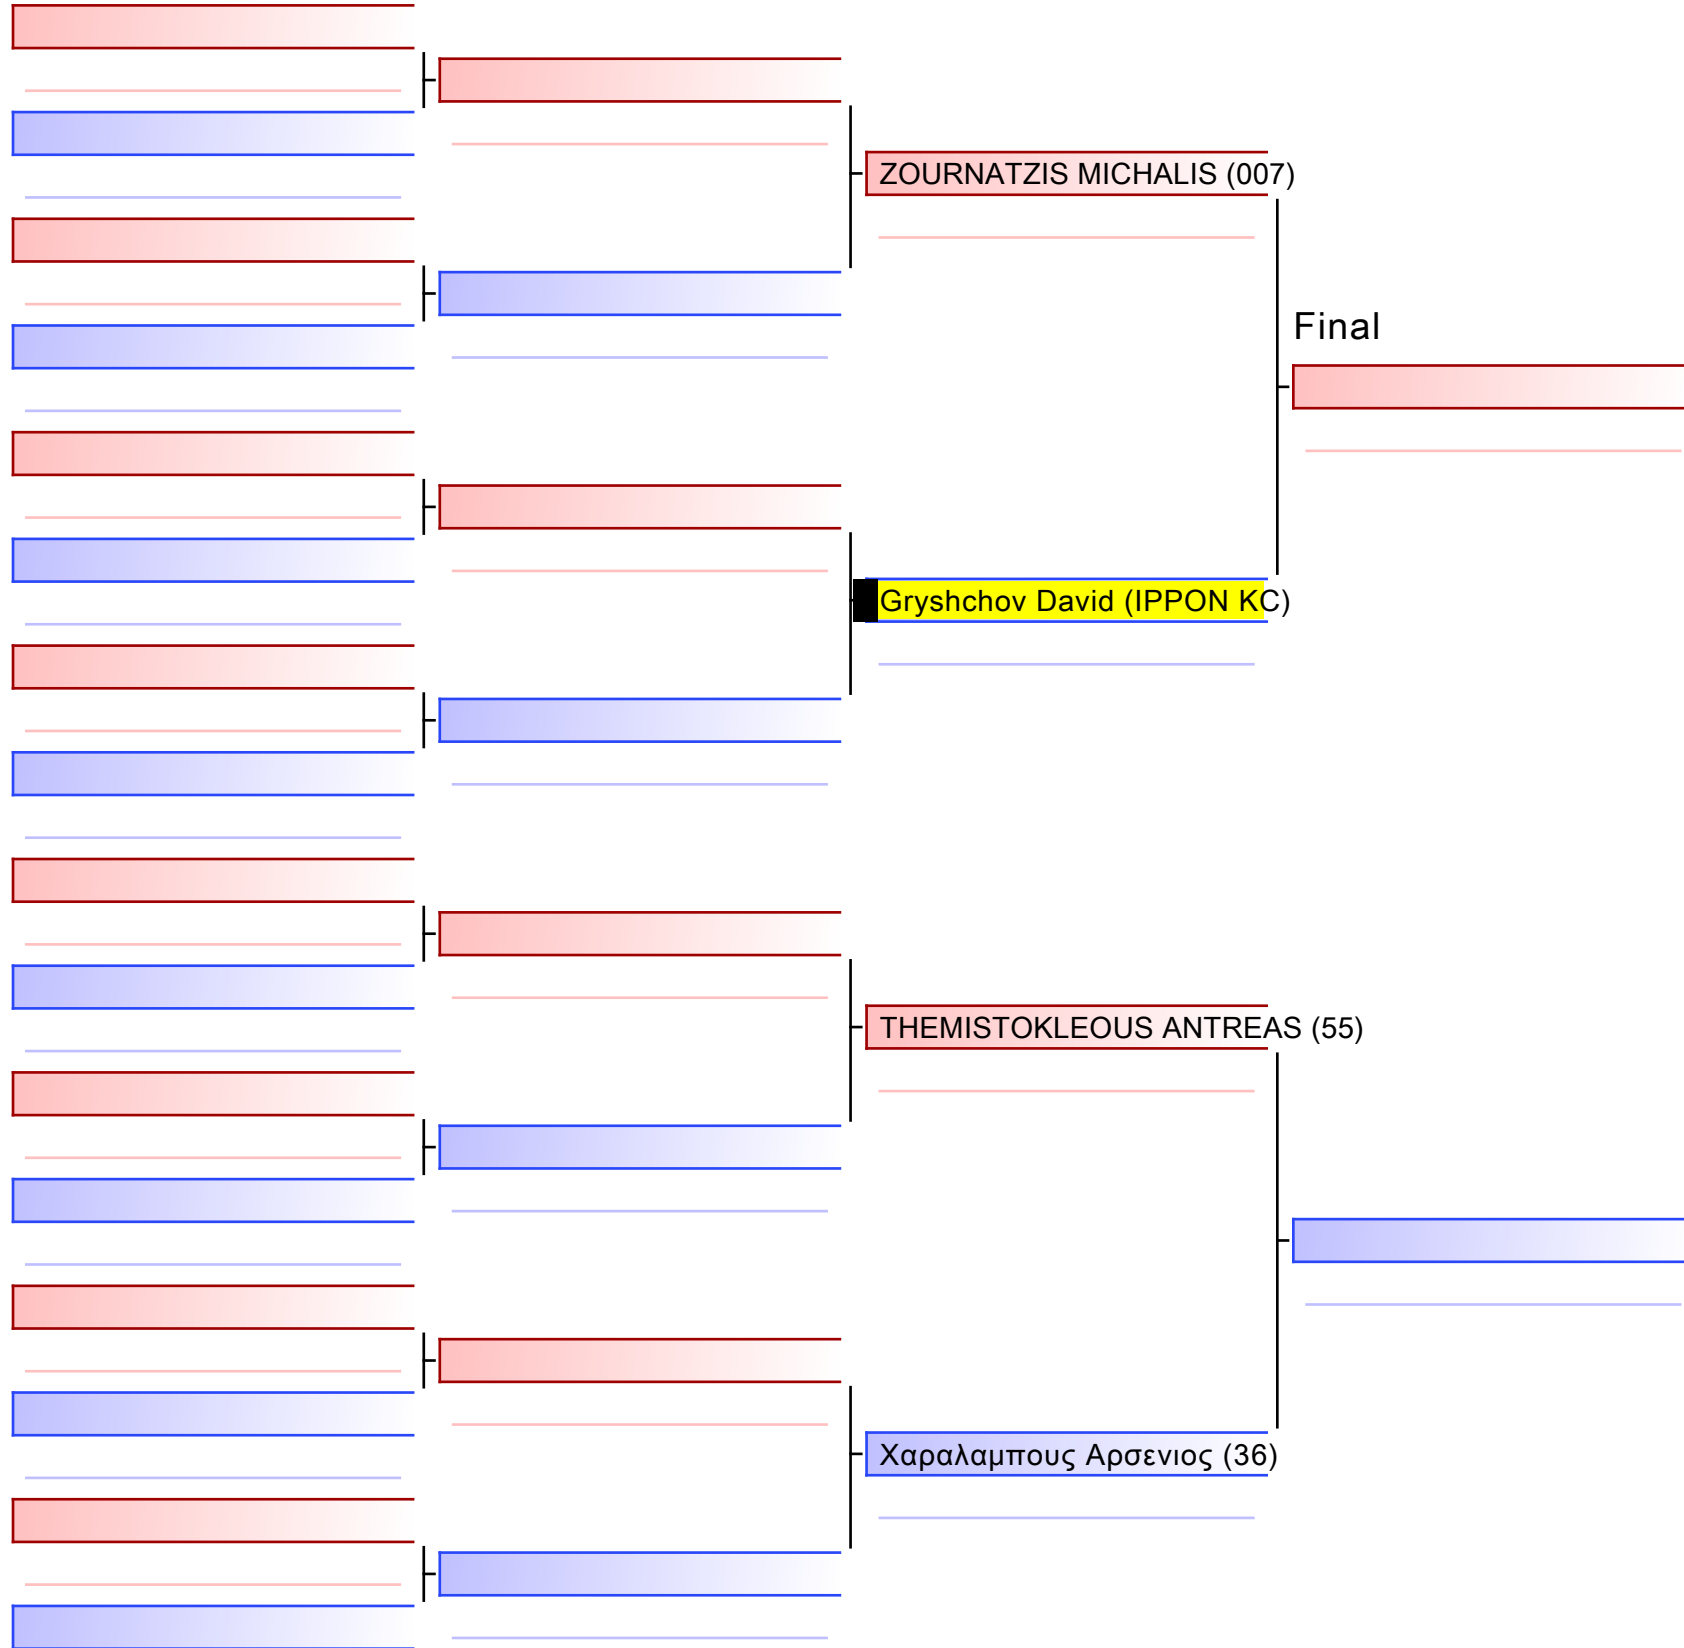 ZOURNATZIS MICHALIS (007)
Final
Gryshchov David (IPPON KC)
THEMISTOKLEOUS ANTREAS (55)
Χαραλαμπους Αρσενιος (36)